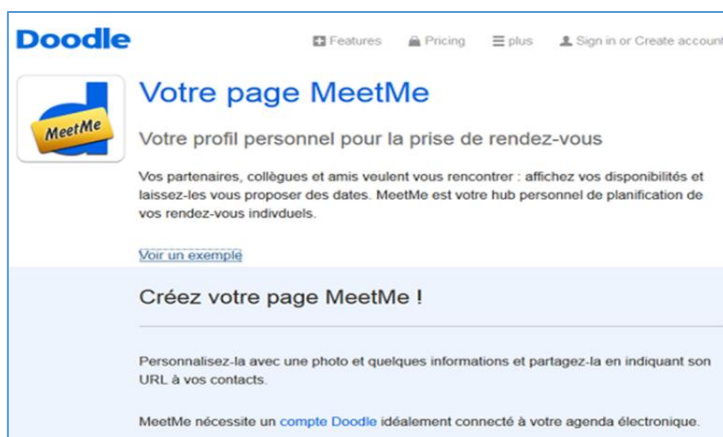 Doodle
Features Pricing plus Sign in or Create account
MeetMe
Votre page MeetMe
Votre profil personnel pour la prise de rendez-vous
Vos partenaires, collègues et amis veulent vous rencontrer : affichez vos disponibilités et
laissez-les vous proposer des dates. MeetMe est votre hub personnel de planification de
vos rendez-vous indivduels.
Voir un exemple
Créez votre page MeetMe !
Personnalisez-la avec une photo et quelques informations et partagez-la en indiquant son
URL à vos contacts.
MeetMe nécessite un compte Doodle idéalement connecté à votre agenda électronique.